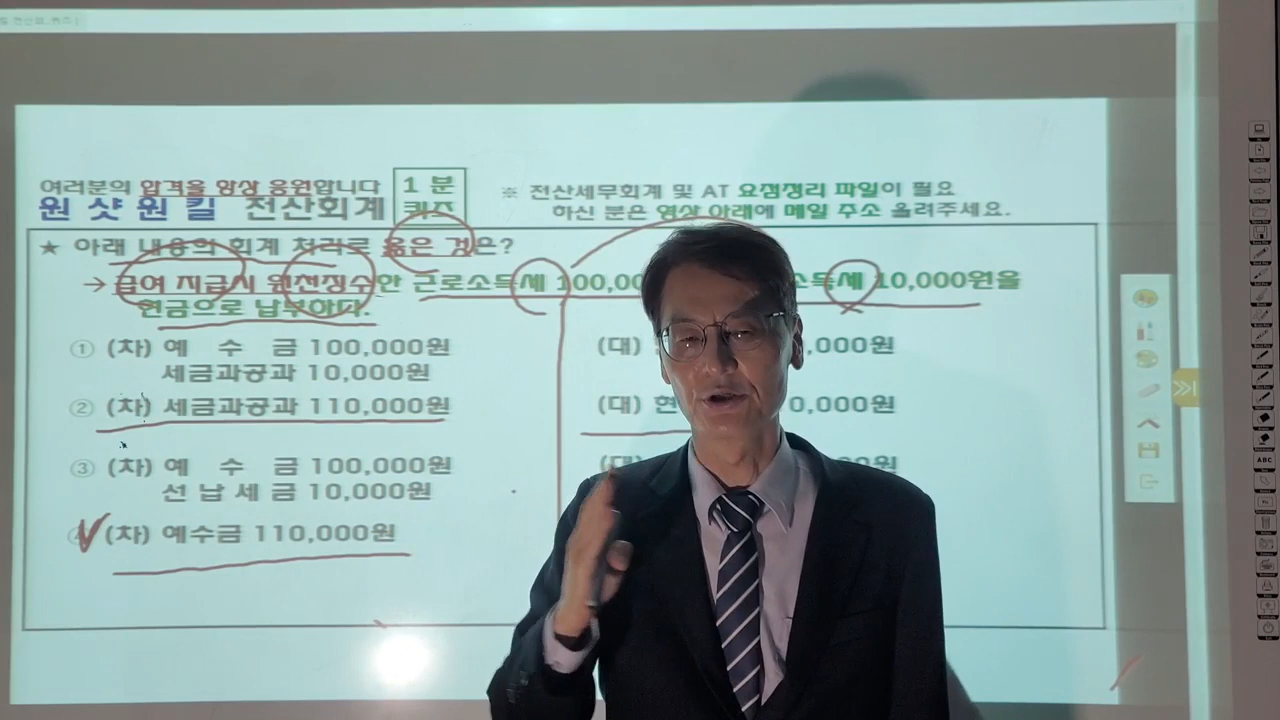 여러분의 합격을 항상 응원합니다
1 분
퀴즈
원 샷 원 킬 전산회계
※ 전산세무회계 및 AT 요점정리 파일이 필요
하신 분은 영상 아래에 메일 주소 올려주세요.
★ 아래 내용의 회계 처리로 옳은 것은?
→ 급여 지급시 원천징수한 근로소득세 100,00 소득세 10,000원을
현금으로 납부하다.
① (차) 예 수 금 100,000원 (대) ,000원
세금과공과 10,000원
② (차) 세금과공과 110,000원 (대) 현 0,000원
③ (차) 예 수 금 100,000원
선 납 세 금 10,000원
(차) 예수금 110,000원
ABC